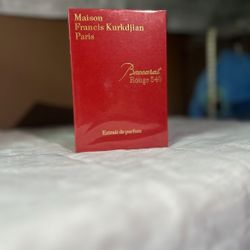 Maison
Francis Kurkdjian
Paris
Baccarat
Rouge 540
Extrait de parfum